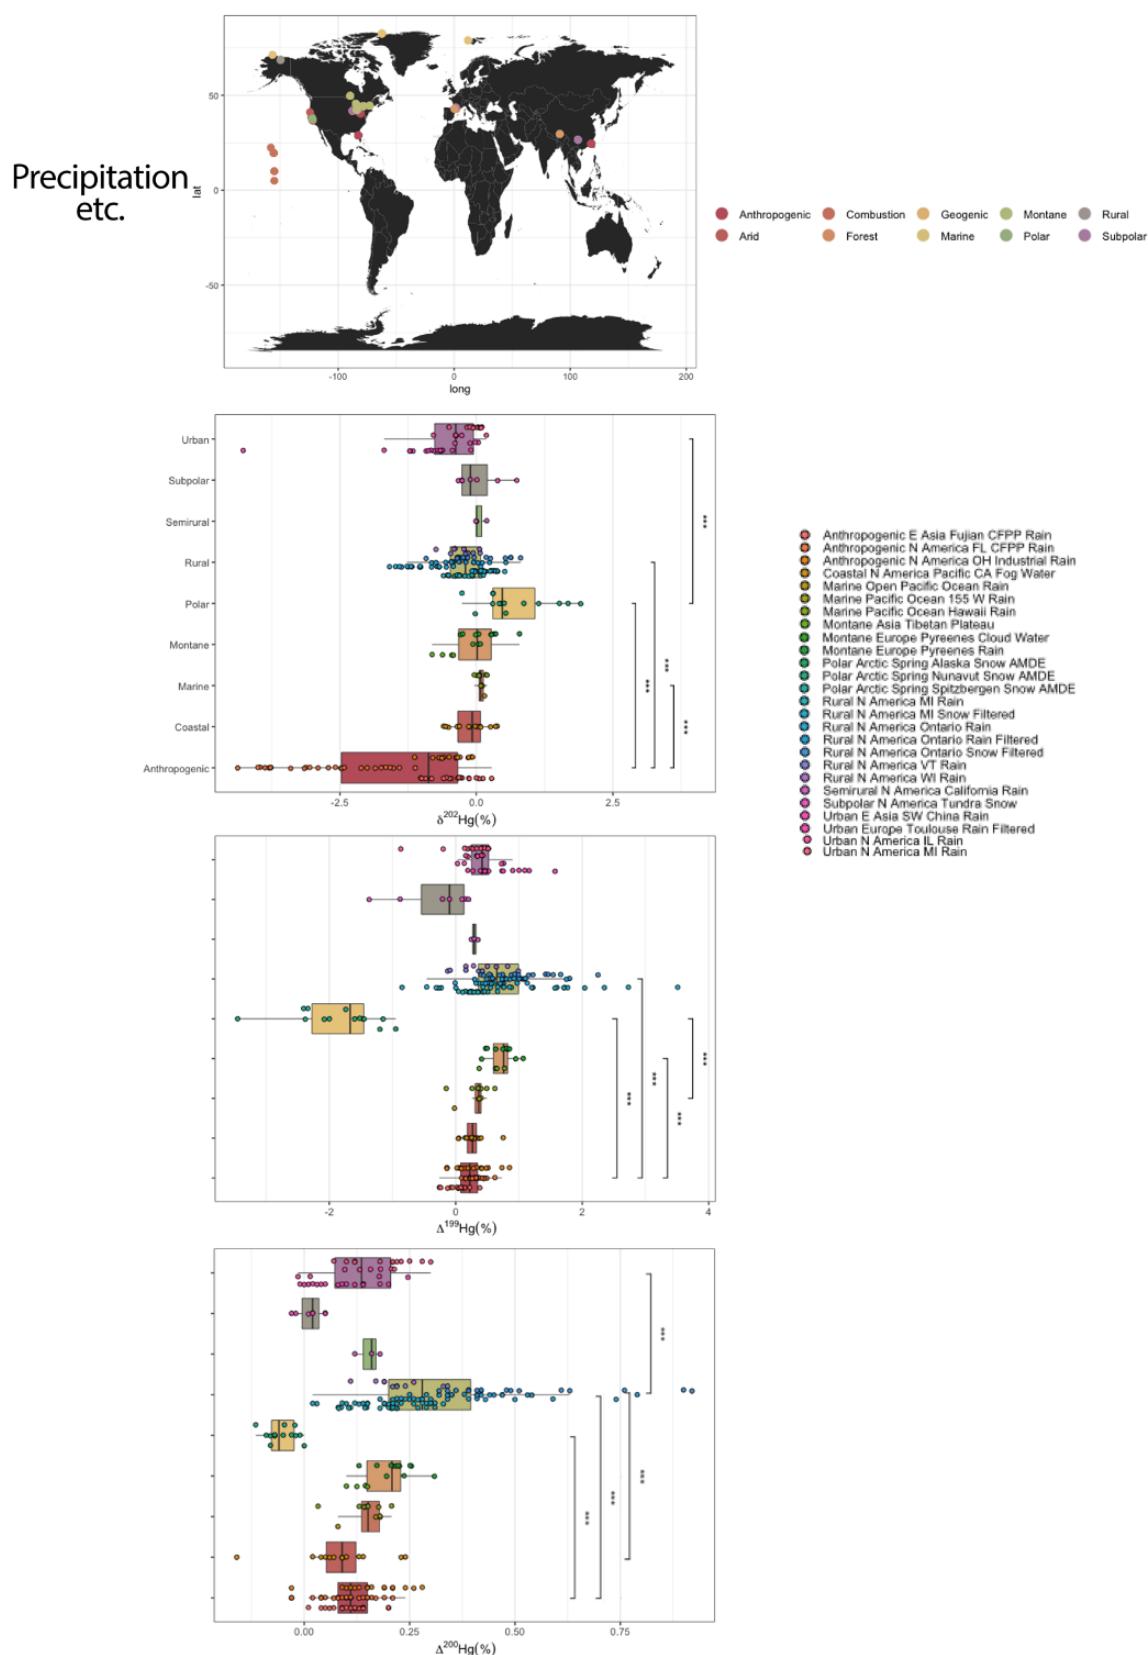 Precipitation
etc.
50
0
-50
lat
-100
0
100
200
long
Anthropogenic
Combustion
Geogenic
Montane
Rural
Arid
Forest
Marine
Polar
Subpolar
Urban
Subpolar
Semirural
Rural
Polar
Montane
Marine
Coastal
Anthropogenic
***
***
***
***
-2.5
0.0
2.5
δ²⁰²Hg(%)
Anthropogenic E Asia Fujian CFPP Rain
Anthropogenic N America FL CFPP Rain
Anthropogenic N America OH Industrial Rain
Coastal N America Pacific CA Fog Water
Marine Open Pacific Ocean Rain
Marine Pacific Ocean 155 W Rain
Marine Pacific Ocean Hawaii Rain
Montane Asia Tibetan Plateau
Montane Europe Pyreenes Cloud Water
Montane Europe Pyreenes Rain
Polar Arctic Spring Alaska Snow AMDE
Polar Arctic Spring Nunavut Snow AMDE
Polar Arctic Spring Spitzbergen Snow AMDE
Rural N America MI Rain
Rural N America MI Snow Filtered
Rural N America Ontario Rain
Rural N America Ontario Rain Filtered
Rural N America Ontario Snow Filtered
Rural N America VT Rain
Rural N America WI Rain
Semirural N America California Rain
Subpolar N America Tundra Snow
Urban E Asia SW China Rain
Urban Europe Toulouse Rain Filtered
Urban N America IL Rain
Urban N America MI Rain
***
***
***
***
-2
0
2
4
Δ¹⁹⁹Hg(%)
***
***
***
***
0.00
0.25
0.50
0.75
Δ²⁰⁰Hg(%)